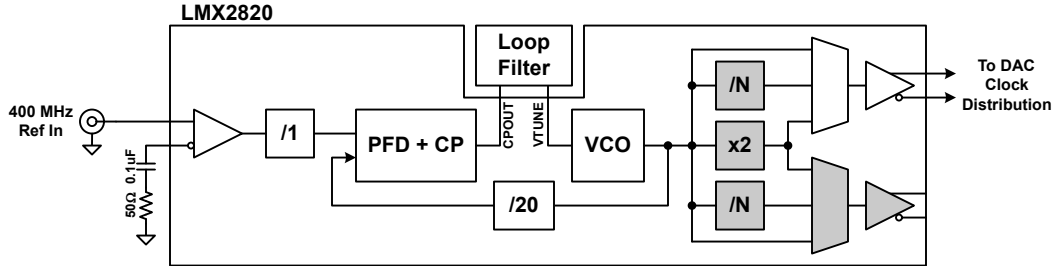 LMX2820
Loop
Filter
To DAC
Clock
Distribution
400 MHz
Ref In
/1
PFD + CP
CPOUT
VTUNE
VCO
/N
x2
/N
/20
0.1uF
50Ω